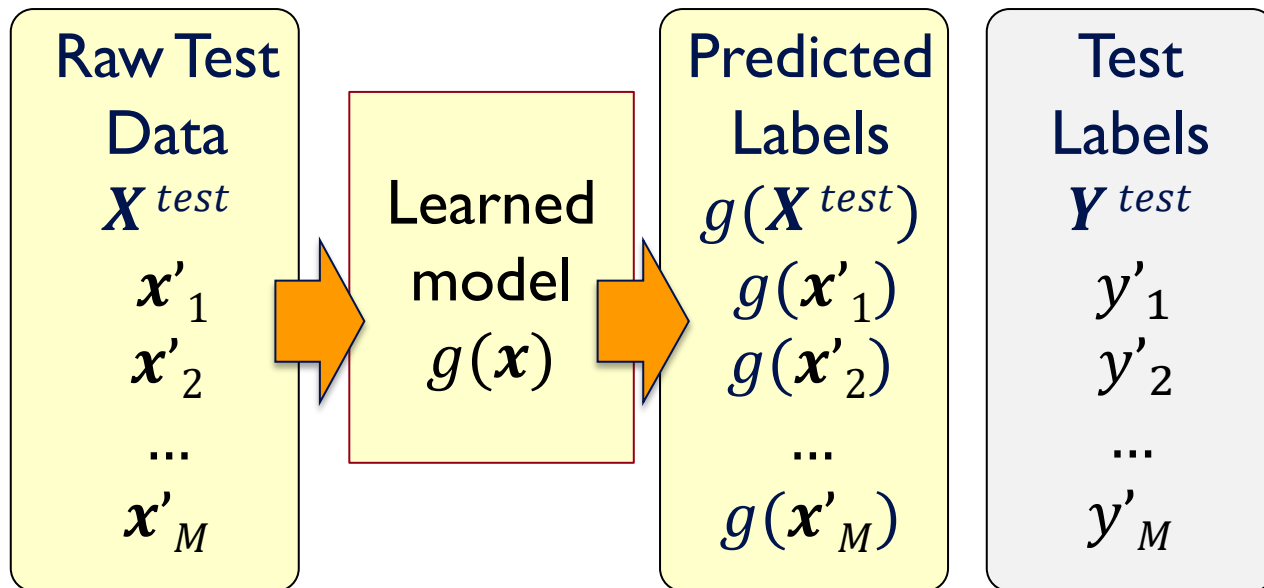 Raw Test
Data
X test
x’1
x’2
...
x’M
Learned
model
g(x)
Predicted
Labels
g(X test)
g(x’1)
g(x’2)
...
g(x’M)
Test
Labels
Y test
y’1
y’2
...
y’M